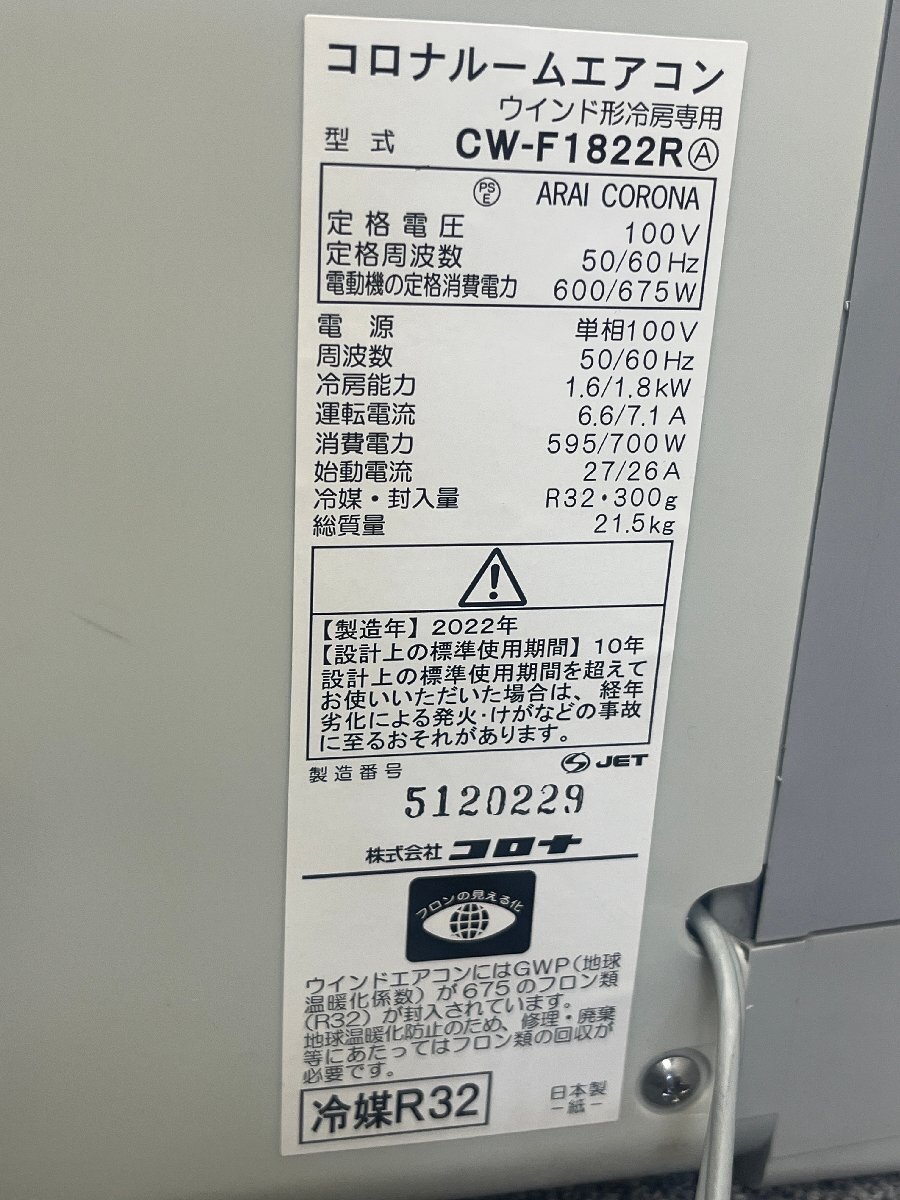 コロナルームエアコン
ウインド形冷房専用
型式 CW-F1822R Ⓐ
PS E ARAI CORONA
定格電圧 100V
定格周波数 50/60Hz
電動機の定格消費電力 600/675W
電源 単相100V
周波数 50/60Hz
冷房能力 1.6/1.8kW
運転電流 6.6/7.1A
消費電力 595/700W
始動電流 27/26A
冷媒・封入量 R32・300g
総質量 21.5kg
【製造年】2022年
【設計上の標準使用期間】10年
設計上の標準使用期間を超えて
お使いいただいた場合は、経年
劣化による発火・けがなどの事故
に至るおそれがあります。
JET
製造番号
5120229
株式会社 コロナ
フロンの見える化
ウインドエアコンにはGWP(地球
温暖化係数)が675のフロン類
(R32)が封入されています。
地球温暖化防止のため、修理・廃棄
等にあたってはフロン類の回収が
必要です。
冷媒R32
日本製
-紙-